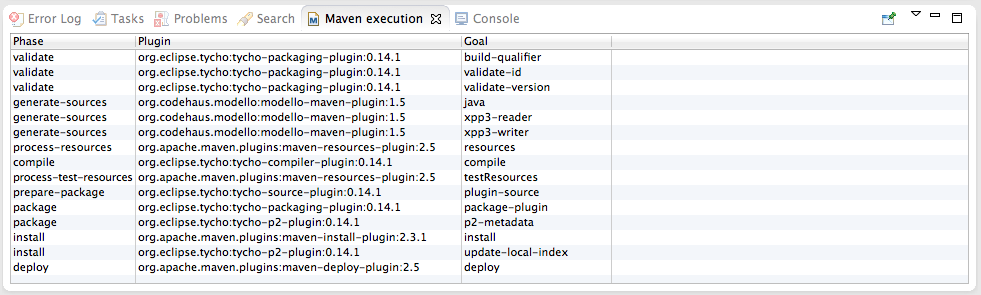 Error Log Tasks Problems Search Maven execution Console
Phase Plugin Goal
validate org.eclipse.tycho:tycho-packaging-plugin:0.14.1 build-qualifier
validate org.eclipse.tycho:tycho-packaging-plugin:0.14.1 validate-id
validate org.eclipse.tycho:tycho-packaging-plugin:0.14.1 validate-version
generate-sources org.codehaus.modello:modello-maven-plugin:1.5 java
generate-sources org.codehaus.modello:modello-maven-plugin:1.5 xpp3-reader
generate-sources org.codehaus.modello:modello-maven-plugin:1.5 xpp3-writer
process-resources org.apache.maven.plugins:maven-resources-plugin:2.5 resources
compile org.eclipse.tycho:tycho-compiler-plugin:0.14.1 compile
process-test-resources org.apache.maven.plugins:maven-resources-plugin:2.5 testResources
prepare-package org.eclipse.tycho:tycho-source-plugin:0.14.1 plugin-source
package org.eclipse.tycho:tycho-packaging-plugin:0.14.1 package-plugin
package org.eclipse.tycho:tycho-p2-plugin:0.14.1 p2-metadata
install org.apache.maven.plugins:maven-install-plugin:2.3.1 install
install org.eclipse.tycho:tycho-p2-plugin:0.14.1 update-local-index
deploy org.apache.maven.plugins:maven-deploy-plugin:2.5 deploy